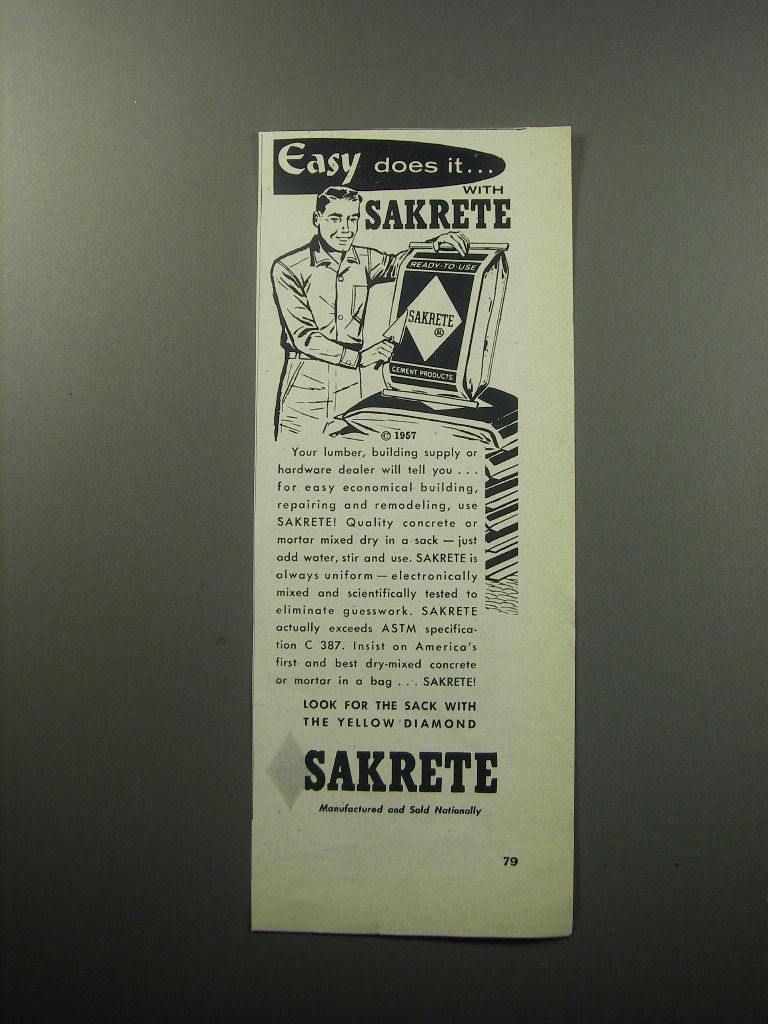 Easy does it...
WITH
SAKRETE
READY-TO-USE
SAKRETE
®
CEMENT PRODUCTS
© 1957
Your lumber, building supply or
hardware dealer will tell you . . .
for easy economical building,
repairing and remodeling, use
SAKRETE! Quality concrete or
mortar mixed dry in a sack — just
add water, stir and use. SAKRETE is
always uniform — electronically
mixed and scientifically tested to
eliminate guesswork. SAKRETE
actually exceeds ASTM specifica-
tion C 387. Insist on America's
first and best dry-mixed concrete
or mortar in a bag . . . SAKRETE!
LOOK FOR THE SACK WITH
THE YELLOW DIAMOND
SAKRETE
Manufactured and Sold Nationally
79